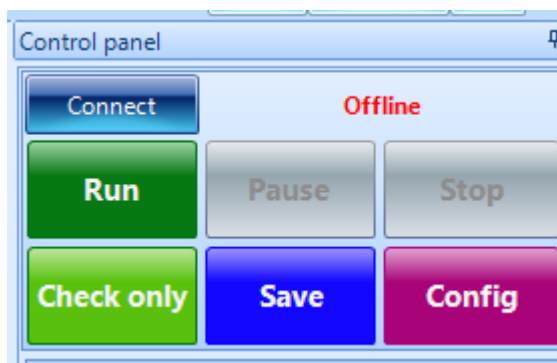 Control panel
Connect Offline
Run Pause Stop
Check only Save Config